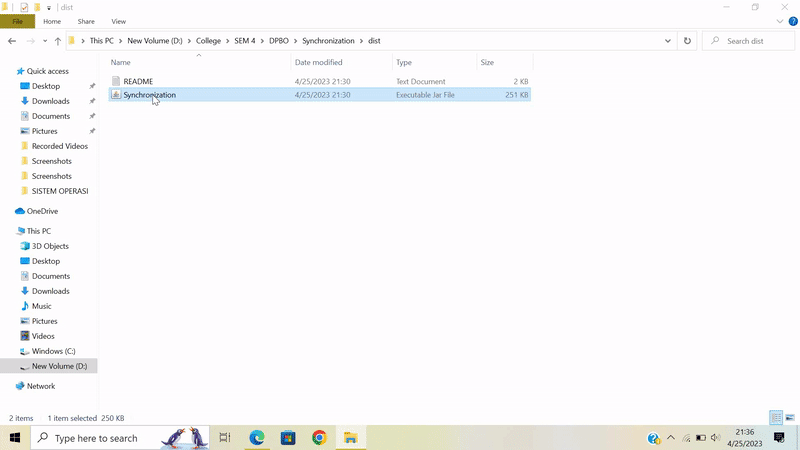 dist
File Home Share View
This PC New Volume (D:) College SEM 4 DPBO Synchronization dist Search dist
Name Date modified Type Size
README 4/25/2023 21:30 Text Document 2 KB
Synchronization 4/25/2023 21:30 Executable Jar File 251 KB
Quick access
Desktop
Downloads
Documents
Pictures
Recorded Videos
Screenshots
Screenshots
SISTEM OPERASI
OneDrive
This PC
3D Objects
Desktop
Documents
Downloads
Music
Pictures
Videos
Windows (C:)
New Volume (D:)
Network
2 items 1 item selected 250 KB
Type here to search
21:36
4/25/2023